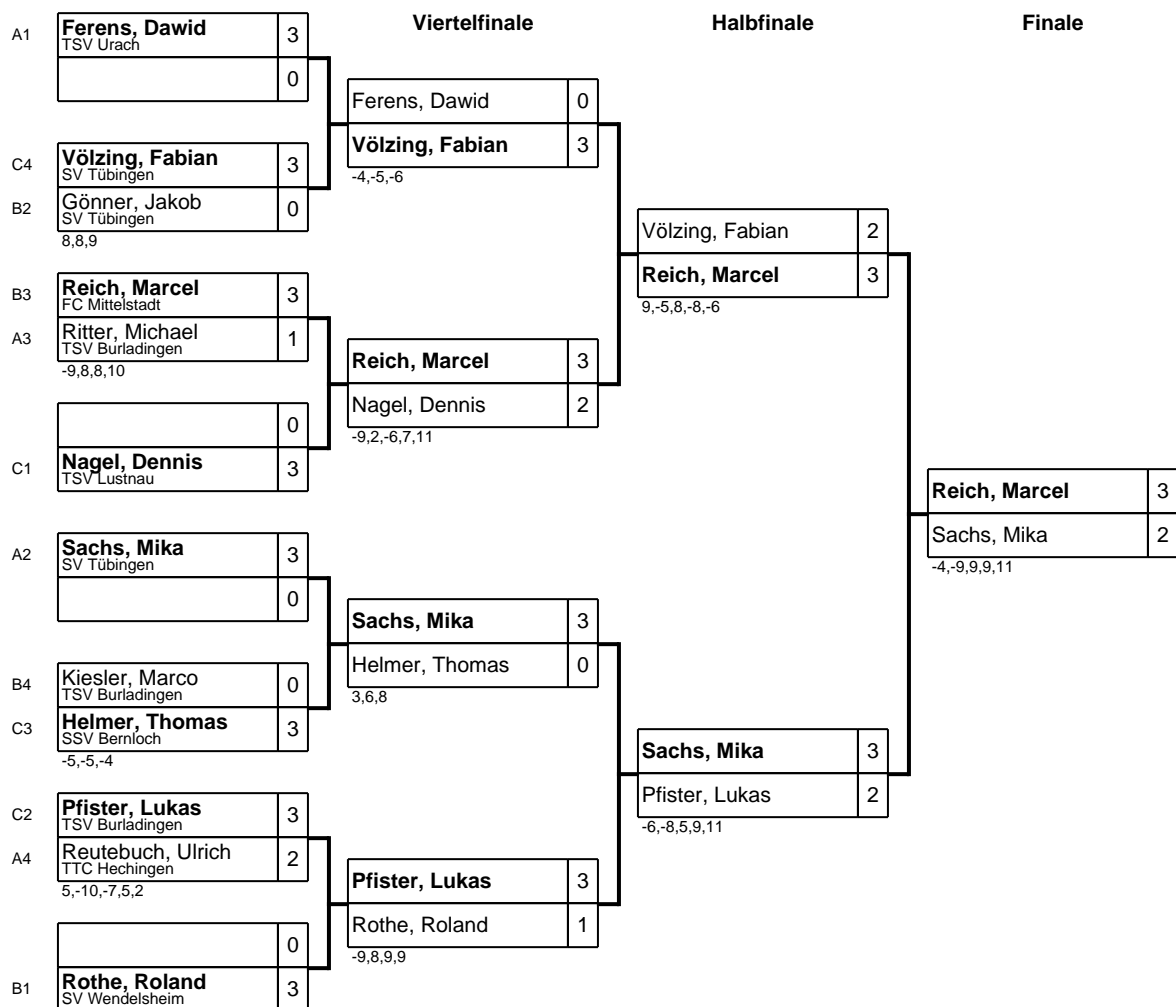 Viertelfinale
Halbfinale
Finale
A1
Ferens, Dawid
TSV Urach
3
0
C4
Völzing, Fabian
SV Tübingen
3
B2
Gönner, Jakob
SV Tübingen
0
8,8,9
B3
Reich, Marcel
FC Mittelstadt
3
A3
Ritter, Michael
TSV Burladingen
1
-9,8,8,10
0
C1
Nagel, Dennis
TSV Lustnau
3
A2
Sachs, Mika
SV Tübingen
3
0
B4
Kiesler, Marco
TSV Burladingen
0
C3
Helmer, Thomas
SSV Bernloch
3
-5,-5,-4
C2
Pfister, Lukas
TSV Burladingen
3
A4
Reutebuch, Ulrich
TTC Hechingen
2
5,-10,-7,5,2
0
B1
Rothe, Roland
SV Wendelsheim
3
Ferens, Dawid
0
Völzing, Fabian
3
-4,-5,-6
Reich, Marcel
3
Nagel, Dennis
2
-9,2,-6,7,11
Sachs, Mika
3
Helmer, Thomas
0
3,6,8
Pfister, Lukas
3
Rothe, Roland
1
-9,8,9,9
Völzing, Fabian
2
Reich, Marcel
3
9,-5,8,-8,-6
Sachs, Mika
3
Pfister, Lukas
2
-6,-8,5,9,11
Reich, Marcel
3
Sachs, Mika
2
-4,-9,9,9,11